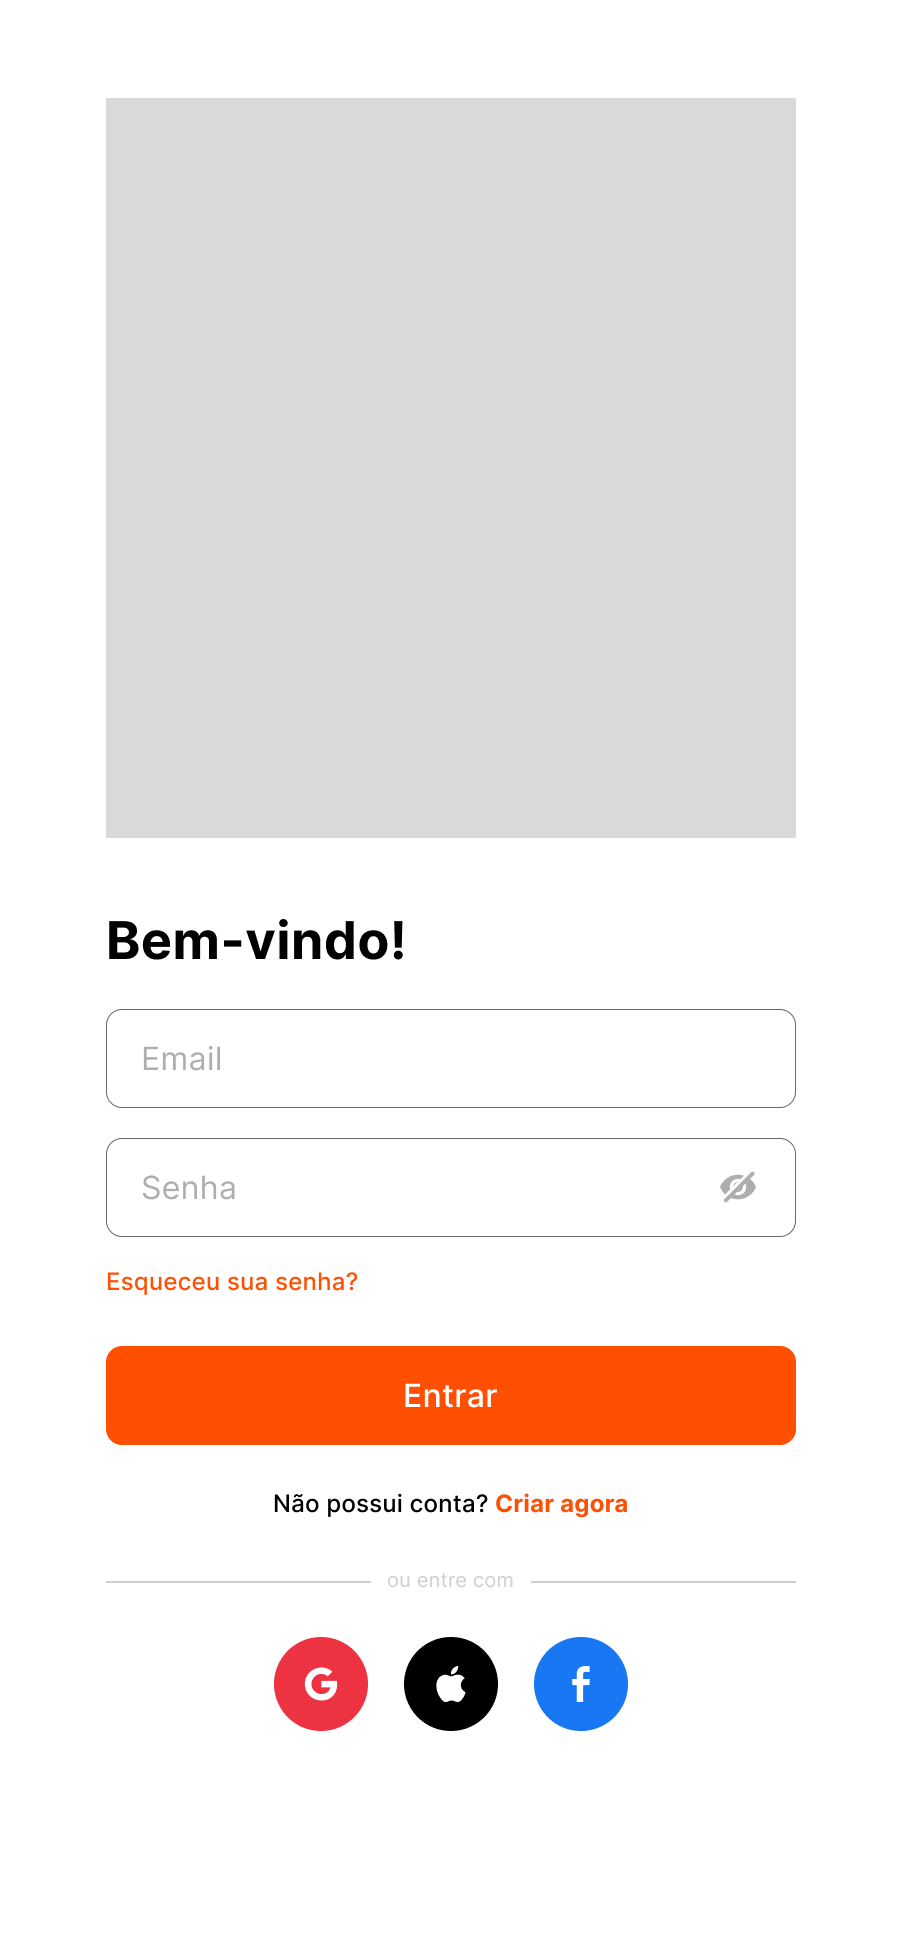 Bem-vindo!
Email
Senha
Esqueceu sua senha?
Entrar
Não possui conta? Criar agora
ou entre com